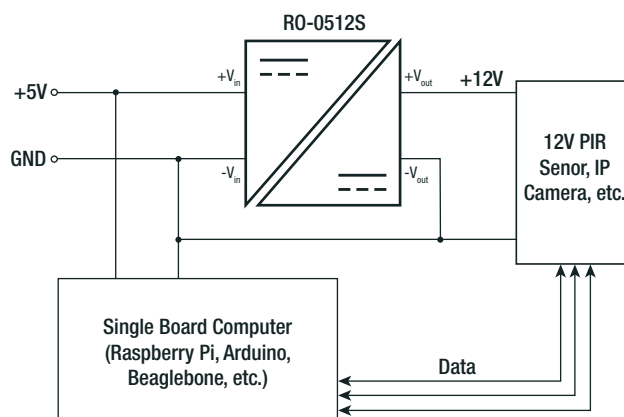 RO-0512S
+5V
+Vin
+Vout
+12V
GND
-Vin
-Vout
12V PIR
Senor, IP
Camera, etc.
Single Board Computer
(Raspberry Pi, Arduino,
Beaglebone, etc.)
Data